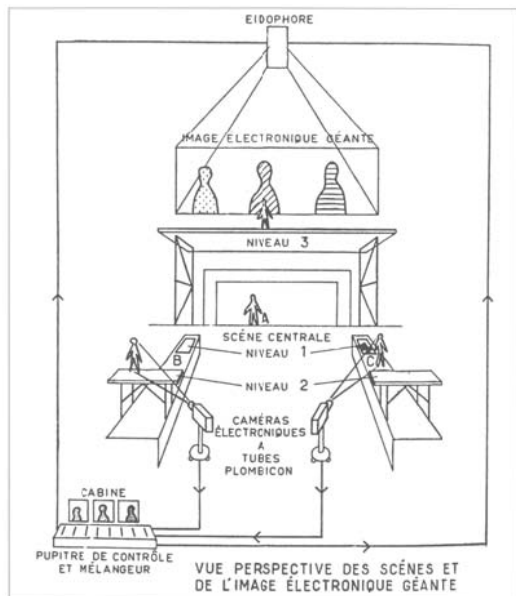 EIDOPHORE
IMAGE ÉLECTRONIQUE GÉANTE
NIVEAU 3
A
SCÈNE CENTRALE
NIVEAU 1
B
C
NIVEAU 2
CAMÉRAS
ÉLECTRONIQUES
A
TUBES
PLOMBICON
CABINE
PUPITRE DE CONTRÔLE
ET MÉLANGEUR
VUE PERSPECTIVE DES SCÈNES ET
DE L'IMAGE ÉLECTRONIQUE GÉANTE